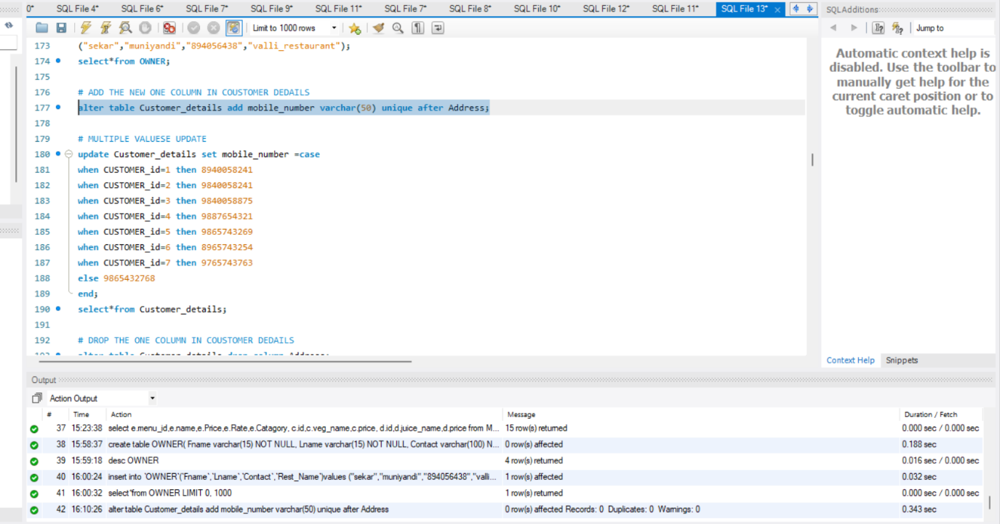 0* SQL File 4* SQL File 6* SQL File 7* SQL File 9* SQL File 11* SQL File 7* SQL File 8* SQL File 10* SQL File 12* SQL File 11* SQL File 13* SQLAdditions
Limit to 1000 rows Jump to
173 ("sekar","muniyandi","894056438","valli_restaurant");
174 select*from OWNER;
175
176 # ADD THE NEW ONE COLUMN IN COUSTOMER DEDAILS
177 alter table Customer_details add mobile_number varchar(50) unique after Address;
178
179 # MULTIPLE VALUESE UPDATE
180 update Customer_details set mobile_number =case
181 when CUSTOMER_id=1 then 8940058241
182 when CUSTOMER_id=2 then 9840058241
183 when CUSTOMER_id=3 then 9840058875
184 when CUSTOMER_id=4 then 9887654321
185 when CUSTOMER_id=5 then 9865743269
186 when CUSTOMER_id=6 then 8965743254
187 when CUSTOMER_id=7 then 9765743763
188 else 9865432768
189 end;
190 select*from Customer_details;
191
192 # DROP THE ONE COLUMN IN COUSTOMER DEDAILS
193 alter table Customer_details drop column Address;
Automatic context help is
disabled. Use the toolbar to
manually get help for the
current caret position or to
toggle automatic help.
Context Help Snippets
Output
Action Output
# Time Action Message Duration / Fetch
37 15:23:38 select e.menu_id,e.name,e.Price,e.Rate,e.Catagory, c.id,c.veg_name,c.price, d.id,d.juice_name,d.price from M... 15 row(s) returned 0.000 sec / 0.000 sec
38 15:58:37 create table OWNER( Fname varchar(15) NOT NULL, Lname varchar(15) NOT NULL, Contact varchar(100) N... 0 row(s) affected 0.188 sec
39 15:59:18 desc OWNER 4 row(s) returned 0.016 sec / 0.000 sec
40 16:00:24 insert into `OWNER`(`Fname`,`Lname`,`Contact`,`Rest_Name`)values ("sekar","muniyandi","894056438","valli... 1 row(s) affected 0.032 sec
41 16:00:32 select*from OWNER LIMIT 0, 1000 1 row(s) returned 0.000 sec / 0.000 sec
42 16:10:26 alter table Customer_details add mobile_number varchar(50) unique after Address 0 row(s) affected Records: 0 Duplicates: 0 Warnings: 0 0.343 sec